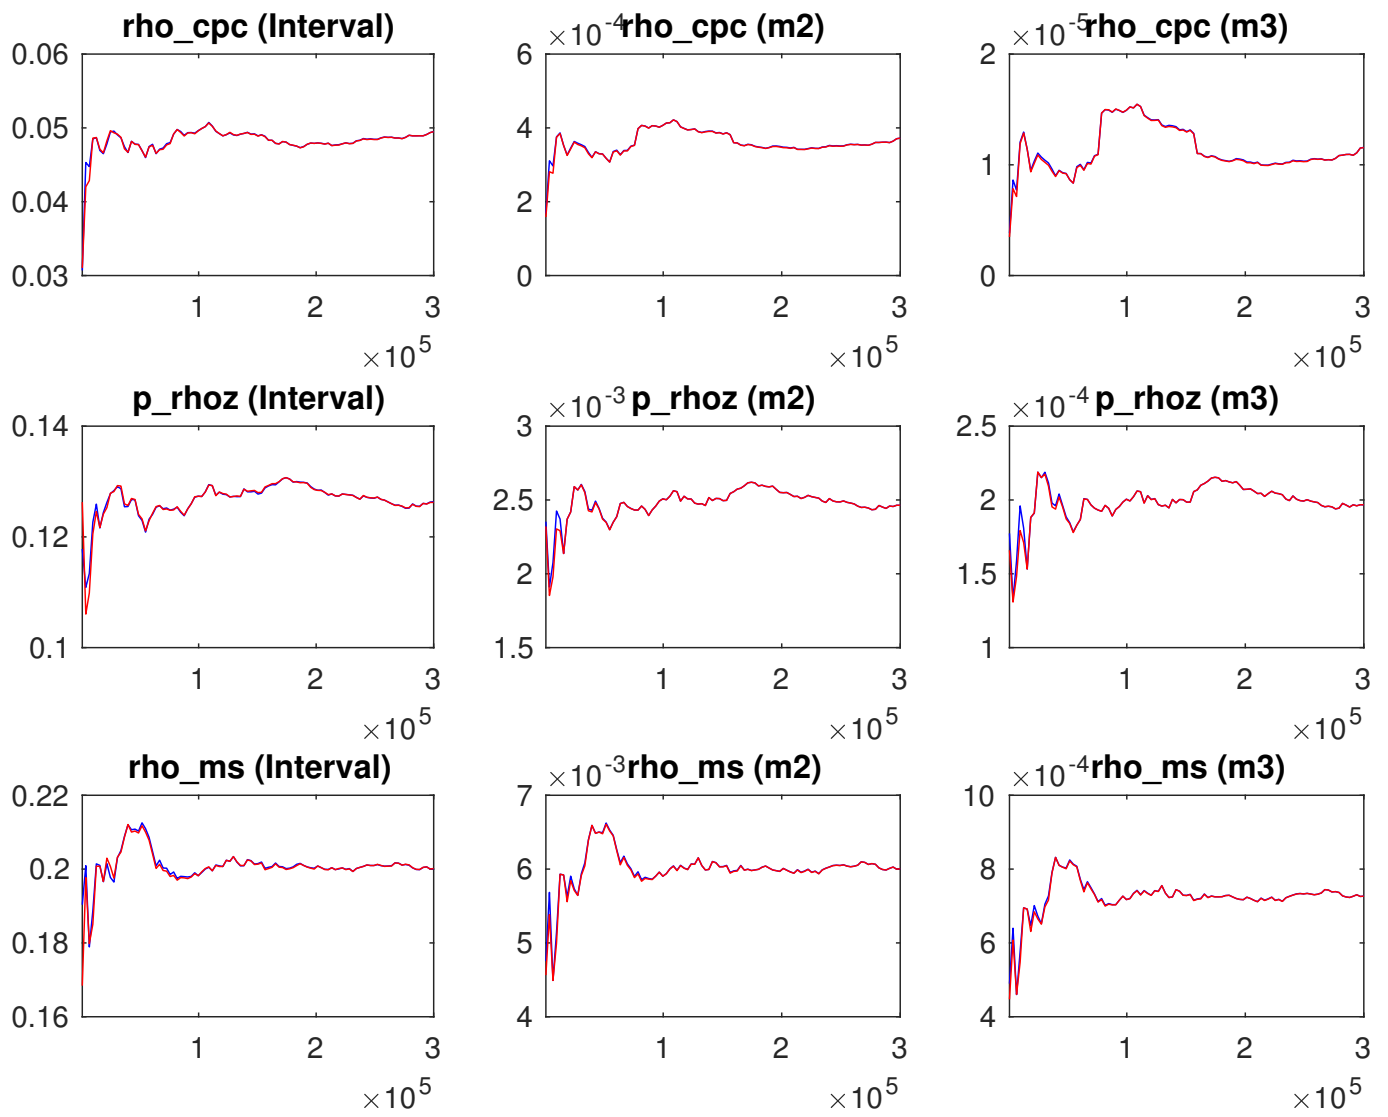 rho_cpc (Interval)
×10^-4 rho_cpc (m2)
×10^-5 rho_cpc (m3)
0.06
0.05
0.04
0.03
1 2 3
×10^5
6
4
2
0
1 2 3
×10^5
2
1
0
1 2 3
×10^5
p_rhoz (Interval)
×10^-3 p_rhoz (m2)
×10^-4 p_rhoz (m3)
0.14
0.12
0.1
1 2 3
×10^5
3
2.5
2
1.5
1 2 3
×10^5
2.5
2
1.5
1
1 2 3
×10^5
rho_ms (Interval)
×10^-3 rho_ms (m2)
×10^-4 rho_ms (m3)
0.22
0.2
0.18
0.16
1 2 3
×10^5
7
6
5
4
1 2 3
×10^5
10
8
6
4
1 2 3
×10^5